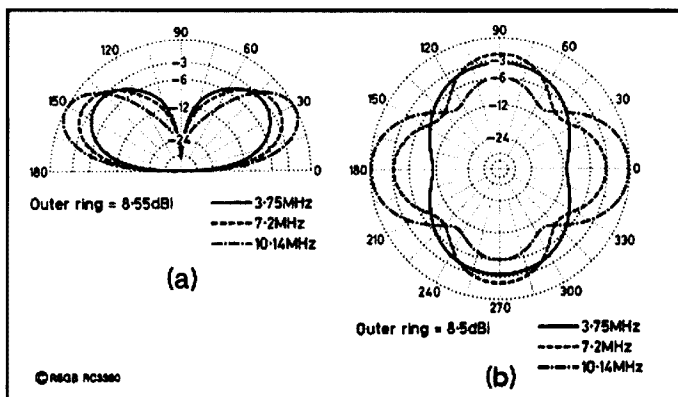 90
120
60
-3
-6
150
-12
30
-24
180
0
Outer ring = 8·55dBi
3·75MHz
7·2MHz
10·14MHz
(a)
©RSGB RC3380
90
120
60
-3
-6
150
30
-12
-24
180
0
210
330
240
300
270
Outer ring = 8·5dBi
3·75MHz
7·2MHz
10·14MHz
(b)